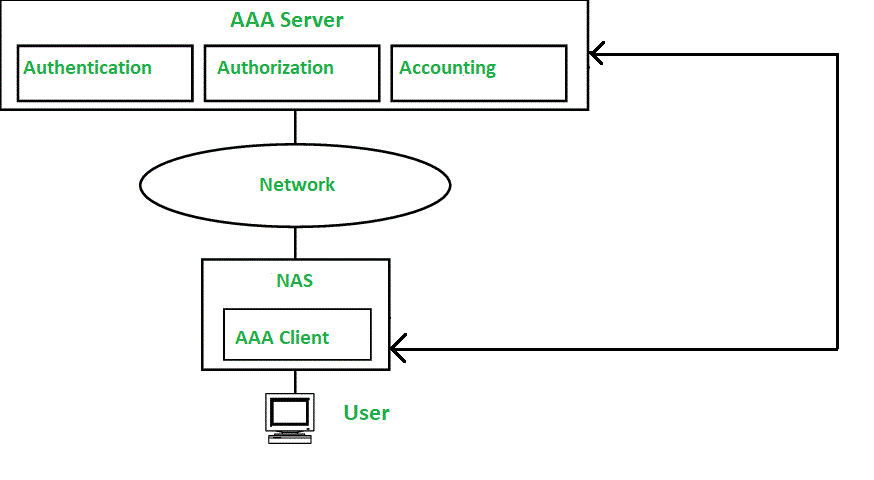 AAA Server
Authentication
Authorization
Accounting
Network
NAS
AAA Client
User